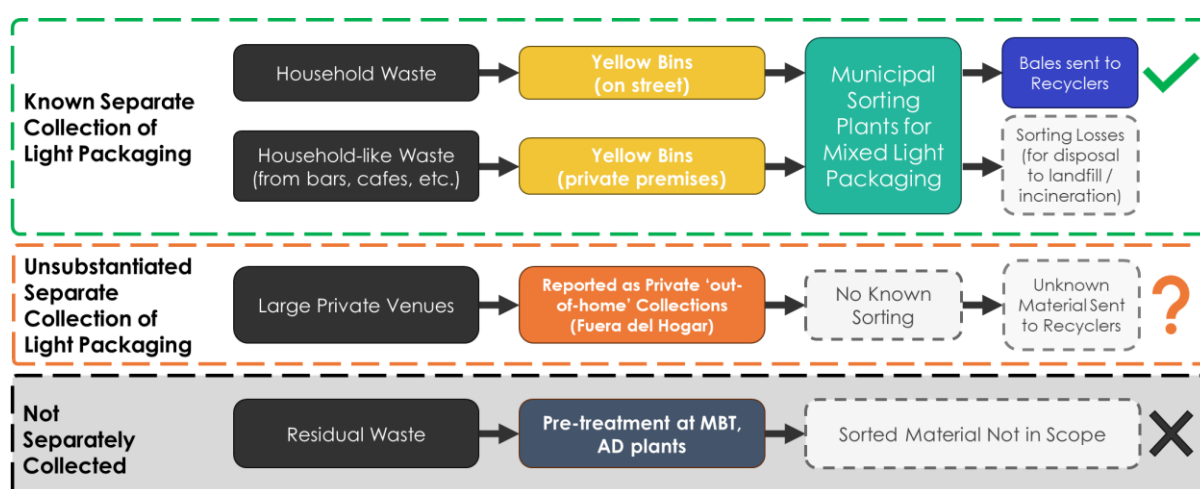 Known Separate
Collection of
Light Packaging
Household Waste
Yellow Bins
(on street)
Household-like Waste
(from bars, cafes, etc.)
Yellow Bins
(private premises)
Municipal
Sorting
Plants for
Mixed Light
Packaging
Bales sent to
Recyclers
Sorting Losses
(for disposal
to landfill /
incineration)
Unsubstantiated
Separate
Collection of
Light Packaging
Large Private Venues
Reported as Private ‘out-
of-home’ Collections
(Fuera del Hogar)
No Known
Sorting
Unknown
Material Sent
to Recyclers
?
Not
Separately
Collected
Residual Waste
Pre-treatment at MBT,
AD plants
Sorted Material Not in Scope